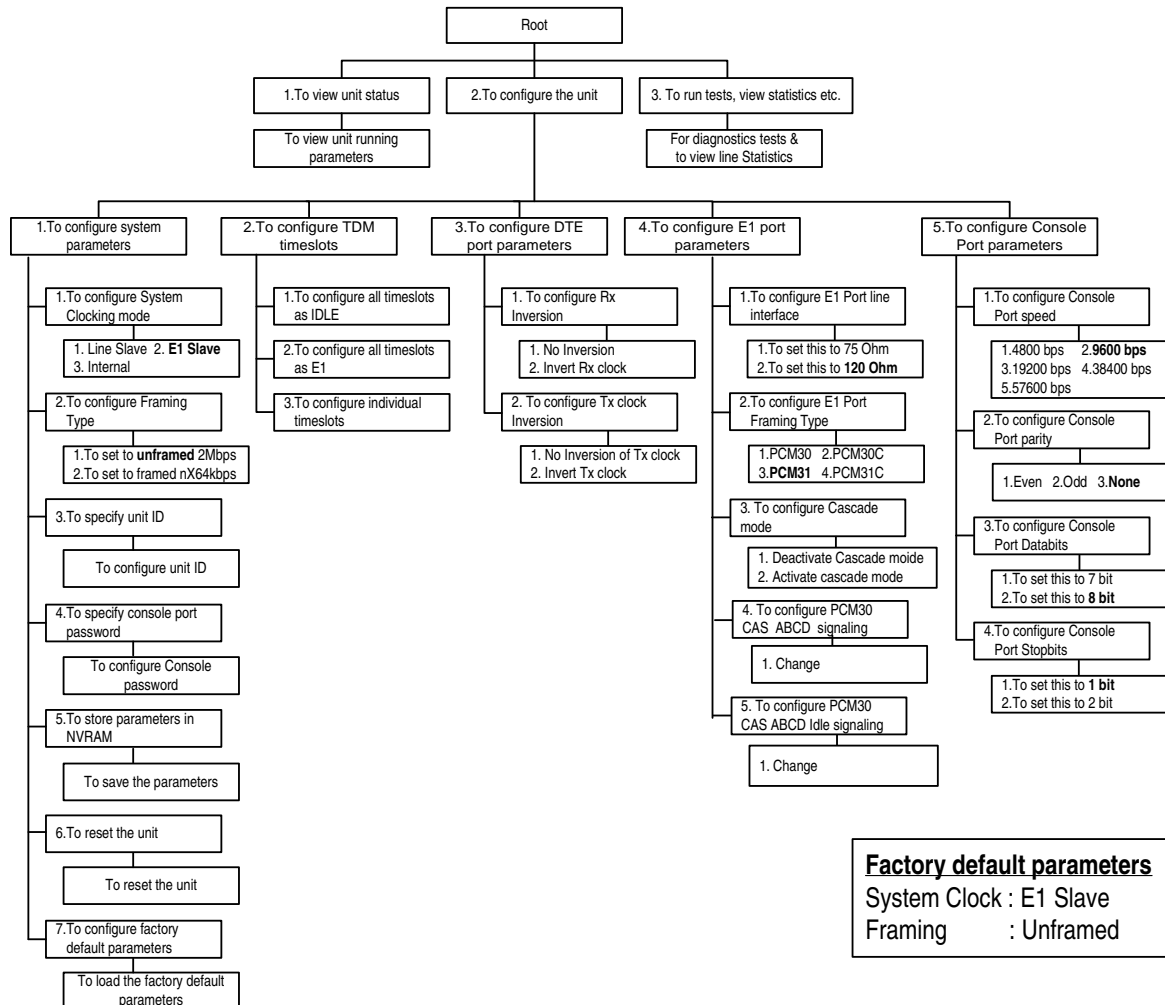 Root
1.To view unit status
2.To configure the unit
3. To run tests, view statistics etc.
To view unit running
parameters
For diagnostics tests &
to view line Statistics
1.To configure system
parameters
2.To configure TDM
timeslots
3.To configure DTE
port parameters
4.To configure E1 port
parameters
5.To configure Console
Port parameters
1.To configure System
Clocking mode
1. Line Slave 2. E1 Slave
3. Internal
2.To configure Framing
Type
1.To set to unframed 2Mbps
2.To set to framed nX64kbps
3.To specify unit ID
To configure unit ID
4.To specify console port
password
To configure Console
password
5.To store parameters in
NVRAM
To save the parameters
6.To reset the unit
To reset the unit
7.To configure factory
default parameters
To load the factory default
parameters
1.To configure all timeslots
as IDLE
2.To configure all timeslots
as E1
3.To configure individual
timeslots
1. To configure Rx
Inversion
1. No Inversion
2. Invert Rx clock
2. To configure Tx clock
Inversion
1. No Inversion of Tx clock
2. Invert Tx clock
1.To configure E1 Port line
interface
1.To set this to 75 Ohm
2.To set this to 120 Ohm
2.To configure E1 Port
Framing Type
1.PCM30 2.PCM30C
3.PCM31 4.PCM31C
3. To configure Cascade
mode
1. Deactivate Cascade moide
2. Activate cascade mode
4. To configure PCM30
CAS ABCD signaling
1. Change
5. To configure PCM30
CAS ABCD Idle signaling
1. Change
1.To configure Console
Port speed
1.4800 bps 2.9600 bps
3.19200 bps 4.38400 bps
5.57600 bps
2.To configure Console
Port parity
1.Even 2.Odd 3.None
3.To configure Console
Port Databits
1.To set this to 7 bit
2.To set this to 8 bit
4.To configure Console
Port Stopbits
1.To set this to 1 bit
2.To set this to 2 bit
Factory default parameters
System Clock : E1 Slave
Framing : Unframed